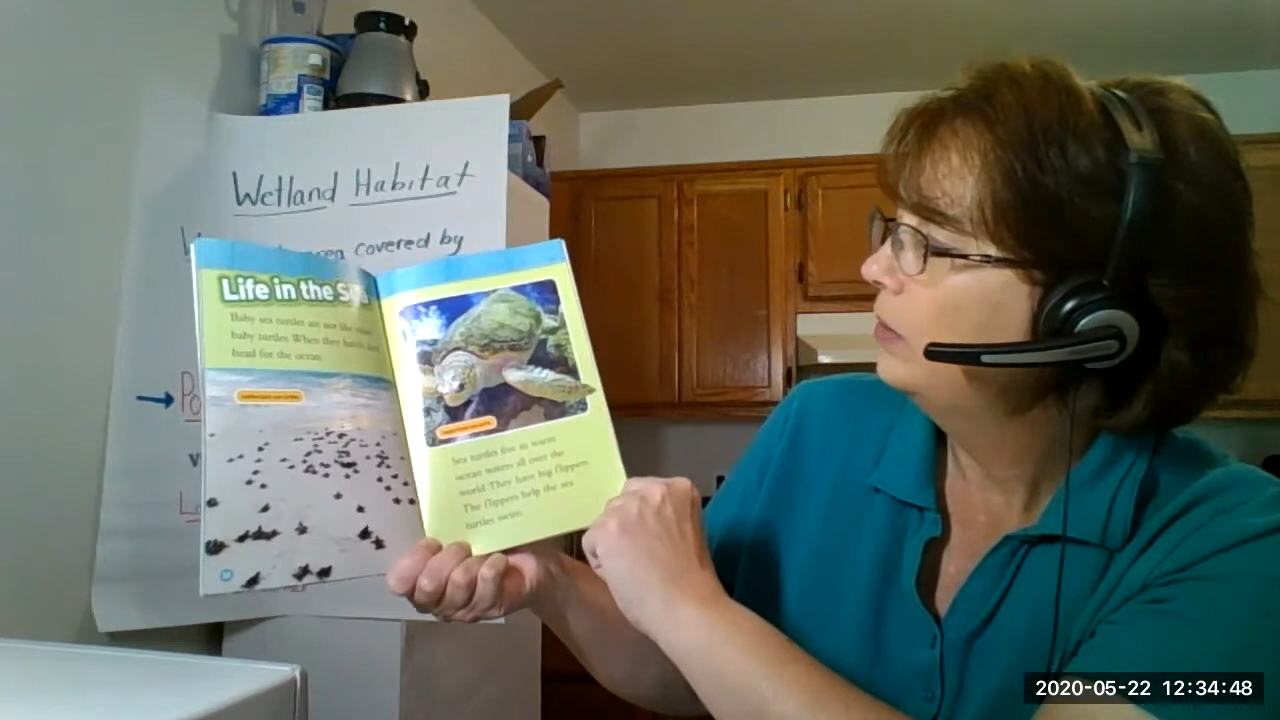 Wetland Habitat
covered by
Life in the Sea
Baby sea turtles are not like other
baby turtles. When they hatch, they
head for the ocean.
Sea turtles live in warm
ocean waters all over the
world. They have big flippers.
The flippers help the sea
turtles swim.
2020-05-22 12:34:48